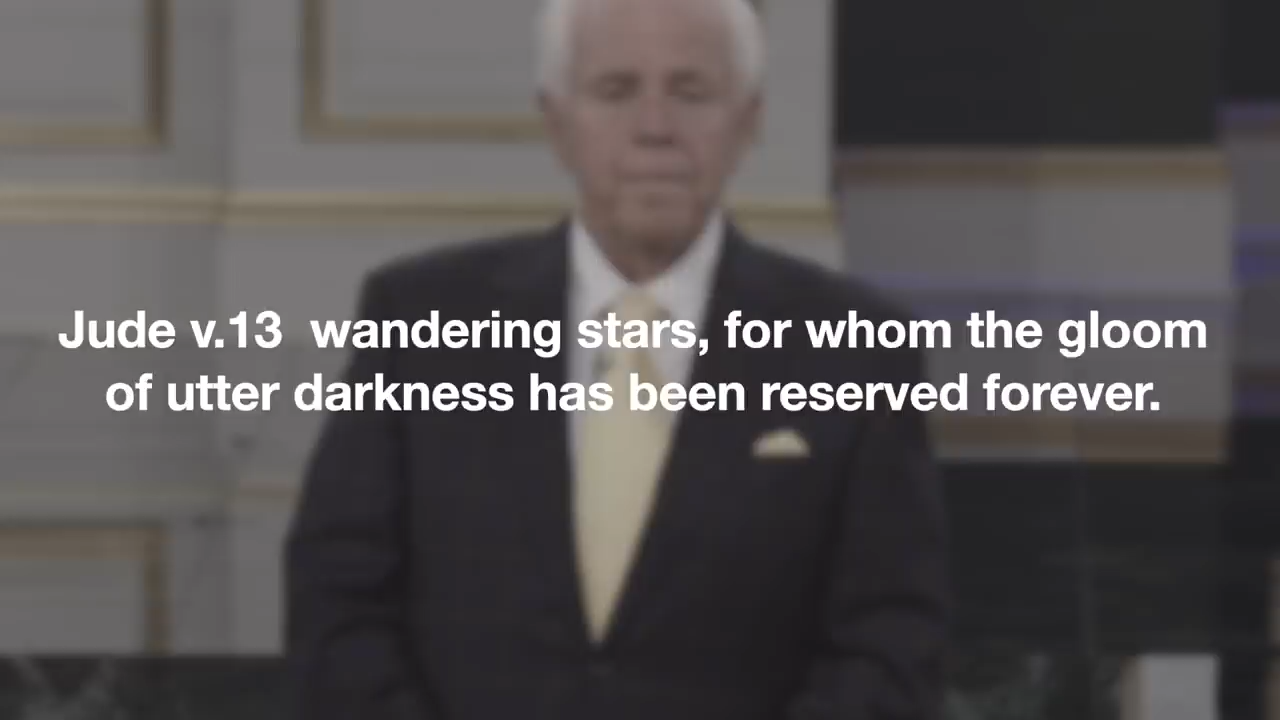 Jude v.13  wandering stars, for whom the gloom
of utter darkness has been reserved forever.